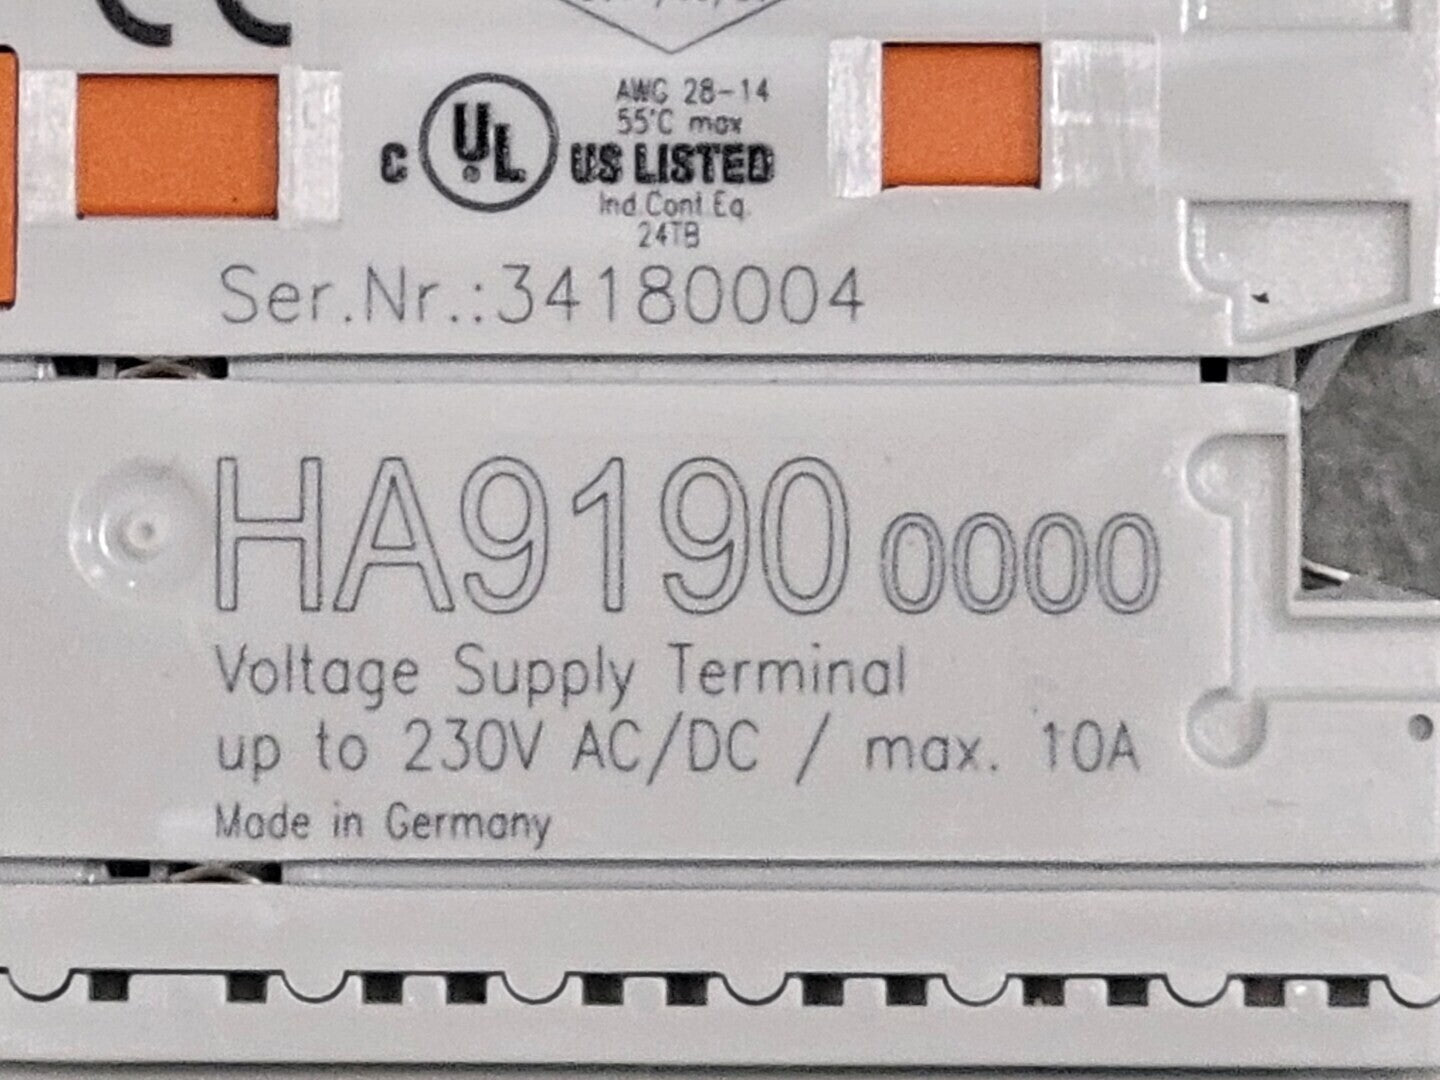 AWG 28-14
55°C max
C UL US LISTED
Ind.Cont.Eq.
24TB
Ser.Nr.:34180004
HA9190 0000
Voltage Supply Terminal
up to 230V AC/DC / max. 10A
Made in Germany